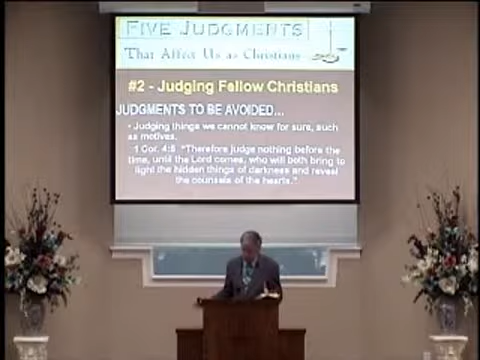 FIVE JUDGMENTS
That Affect Us as Christians
#2 - Judging Fellow Christians
JUDGMENTS TO BE AVOIDED...
• Judging things we cannot know for sure, such
as motives.
1 Cor. 4:5 "Therefore judge nothing before the
time, until the Lord comes, who will both bring to
light the hidden things of darkness and reveal
the counsels of the hearts."